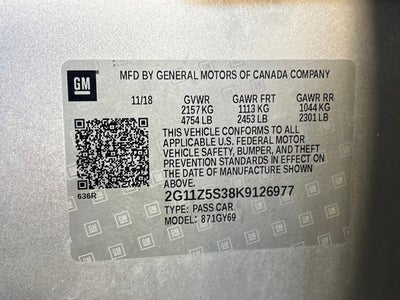 GM
MFD BY GENERAL MOTORS OF CANADA COMPANY
11/18 GVWR GAWR FRT GAWR RR
2157 KG 1113 KG 1044 KG
4754 LB 2453 LB 2301 LB
THIS VEHICLE CONFORMS TO ALL
APPLICABLE U.S. FEDERAL MOTOR
VEHICLE SAFETY, BUMPER, AND THEFT
PREVENTION STANDARDS IN EFFECT ON THE
DATE OF MANUFACTURE SHOWN ABOVE.
636R
2G11Z5S38K9126977
TYPE: PASS CAR
MODEL: 871GY69